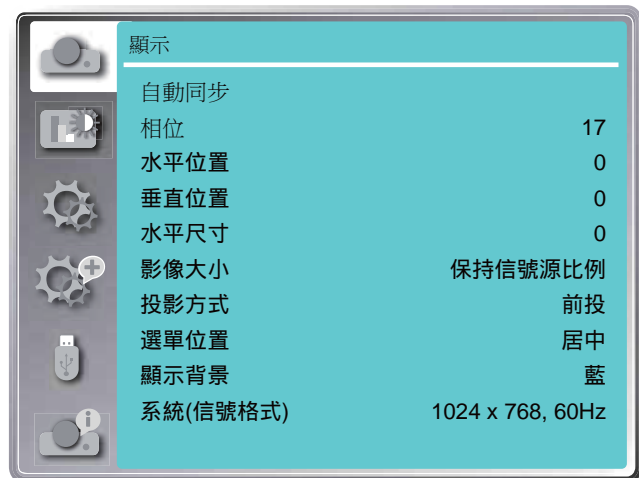 顯示
自動同步
相位 17
水平位置 0
垂直位置 0
水平尺寸 0
影像大小 保持信號源比例
投影方式 前投
選單位置 居中
顯示背景 藍
系統(信號格式) 1024 x 768, 60Hz